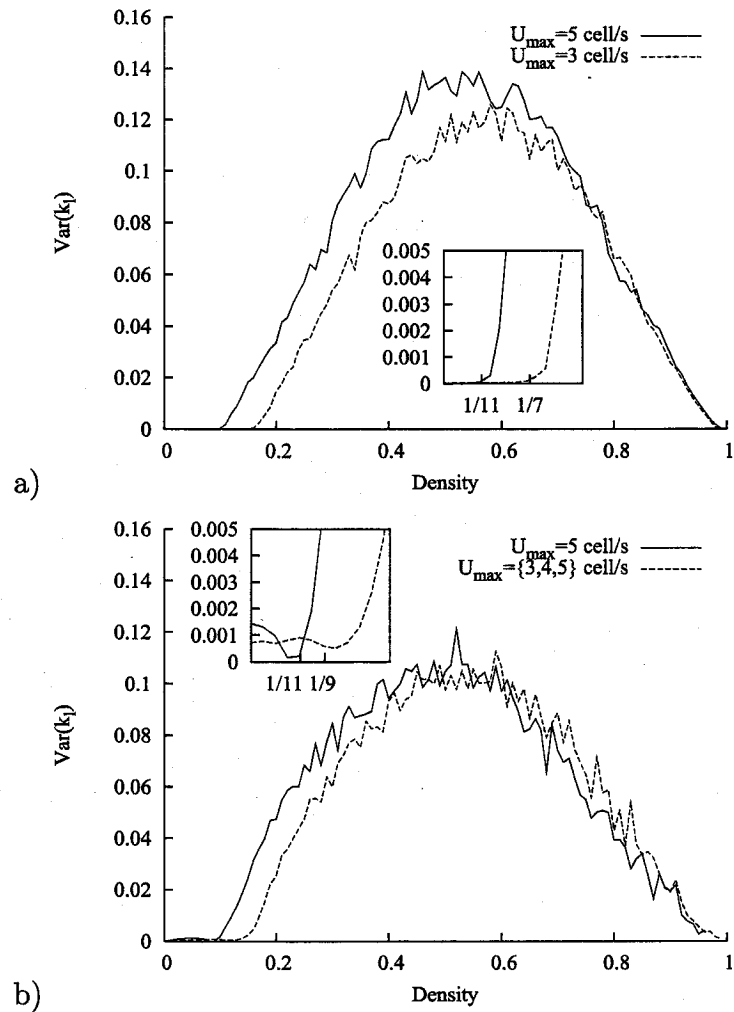 0.16
0.14
0.12
0.1
0.08
0.06
0.04
0.02
0
Var(k_l)
U_max=5 cell/s
U_max=3 cell/s
0.005
0.004
0.003
0.002
0.001
0
1/11 1/7
0 0.2 0.4 0.6 0.8 1
Density
a)
0.16
0.14
0.12
0.1
0.08
0.06
0.04
0.02
0
Var(k_l)
0.005
0.004
0.003
0.002
0.001
0
1/11 1/9
U_max=5 cell/s
U_max={3,4,5} cell/s
0 0.2 0.4 0.6 0.8 1
Density
b)